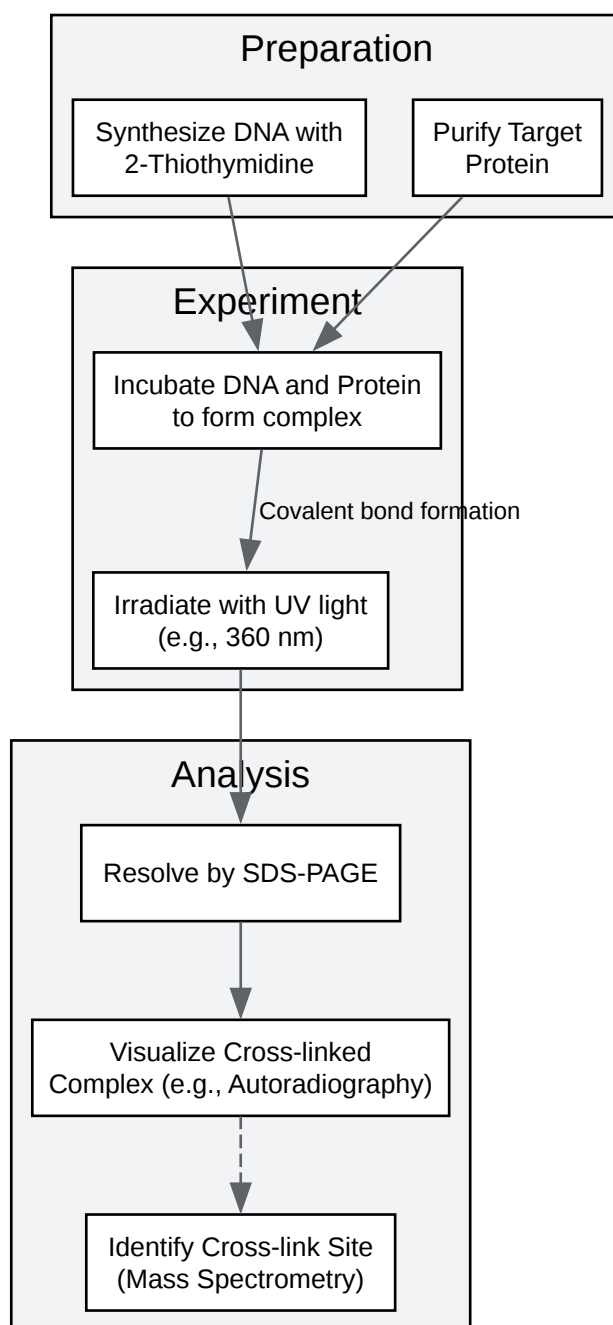 Preparation
Synthesize DNA with
2-Thiothymidine
Purify Target
Protein
Experiment
Incubate DNA and Protein
to form complex
Covalent bond formation
Irradiate with UV light
(e.g., 360 nm)
Analysis
Resolve by SDS-PAGE
Visualize Cross-linked
Complex (e.g., Autoradiography)
Identify Cross-link Site
(Mass Spectrometry)